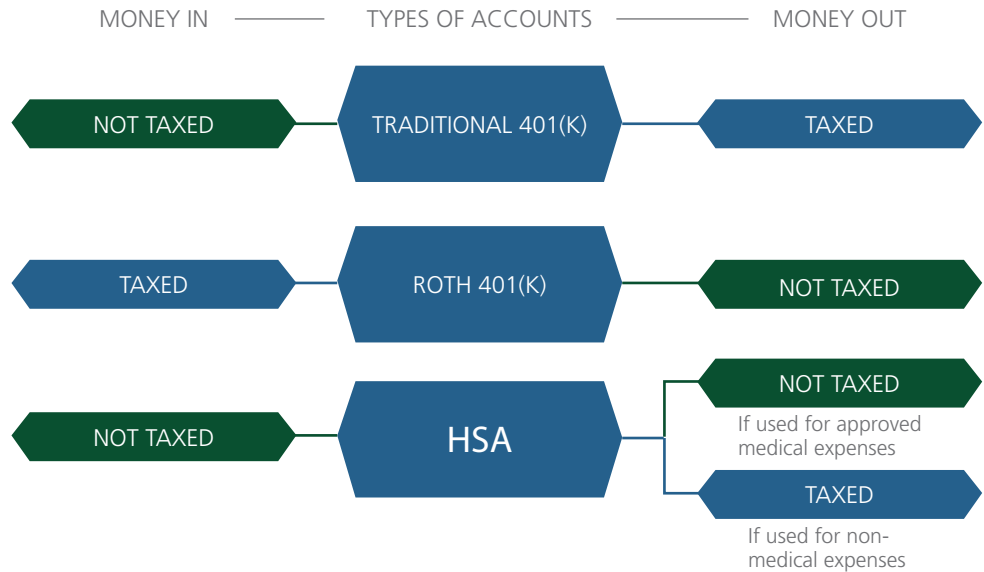 MONEY IN
TYPES OF ACCOUNTS
MONEY OUT
NOT TAXED
TRADITIONAL 401(K)
TAXED
TAXED
ROTH 401(K)
NOT TAXED
NOT TAXED
HSA
NOT TAXED
If used for approved
medical expenses
TAXED
If used for non-
medical expenses